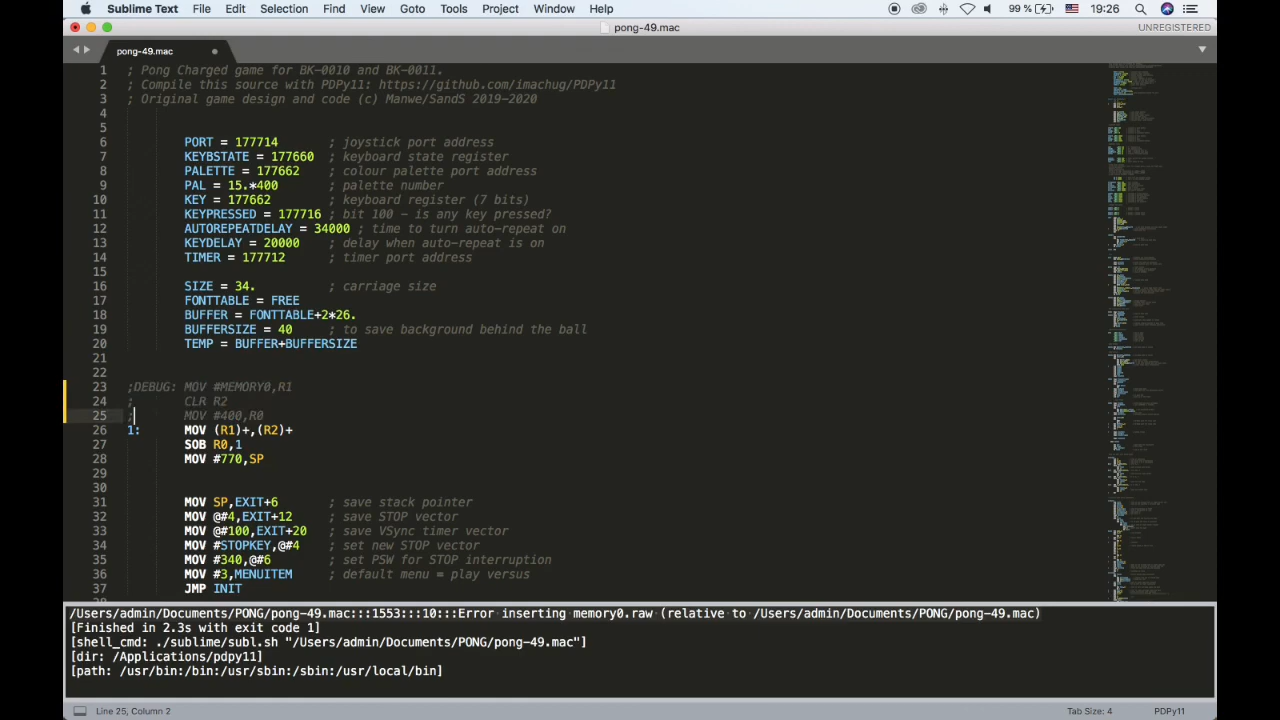 Sublime Text File Edit Selection Find View Goto Tools Project Window Help 99 % 19:26
pong-49.mac UNREGISTERED
pong-49.mac
1 ; Pong Charged game for BK-0010 and BK-0011.
2 ; Compile this source with PDPy11: https://github.com/imachug/PDPy11
3 ; Original game design and code (c) Manwe/SandS 2019-2020
4
5
6 PORT = 177714 ; joystick port address
7 KEYBSTATE = 177660 ; keyboard state register
8 PALETTE = 177662 ; colour palette port address
9 PAL = 15.*400 ; palette number
10 KEY = 177662 ; keyboard register (7 bits)
11 KEYPRESSED = 177716 ; bit 100 - is any key pressed?
12 AUTOREPEATDELAY = 34000 ; time to turn auto-repeat on
13 KEYDELAY = 20000 ; delay when auto-repeat is on
14 TIMER = 177712 ; timer port address
15
16 SIZE = 34. ; carriage size
17 FONTTABLE = FREE
18 BUFFER = FONTTABLE+2*26.
19 BUFFERSIZE = 40 ; to save background behind the ball
20 TEMP = BUFFER+BUFFERSIZE
21
22
23 ;DEBUG: MOV #MEMORY0,R1
24 ; CLR R2
25 ; MOV #400,R0
26 1: MOV (R1)+,(R2)+
27 SOB R0,1
28 MOV #770,SP
29
30
31 MOV SP,EXIT+6 ; save stack pointer
32 MOV @#4,EXIT+12 ; save STOP vector
33 MOV @#100,EXIT+20 ; save VSync timer vector
34 MOV #STOPKEY,@#4 ; set new STOP vector
35 MOV #340,@#6 ; set PSW for STOP interruption
36 MOV #3,MENUITEM ; default menu = play versus
37 JMP INIT
/Users/admin/Documents/PONG/pong-49.mac:::1553:::10:::Error inserting memory0.raw (relative to /Users/admin/Documents/PONG/pong-49.mac)
[Finished in 2.3s with exit code 1]
[shell_cmd: ./sublime/subl.sh "/Users/admin/Documents/PONG/pong-49.mac"]
[dir: /Applications/pdpy11]
[path: /usr/bin:/bin:/usr/sbin:/sbin:/usr/local/bin]
Line 25, Column 2 Tab Size: 4 PDPy11